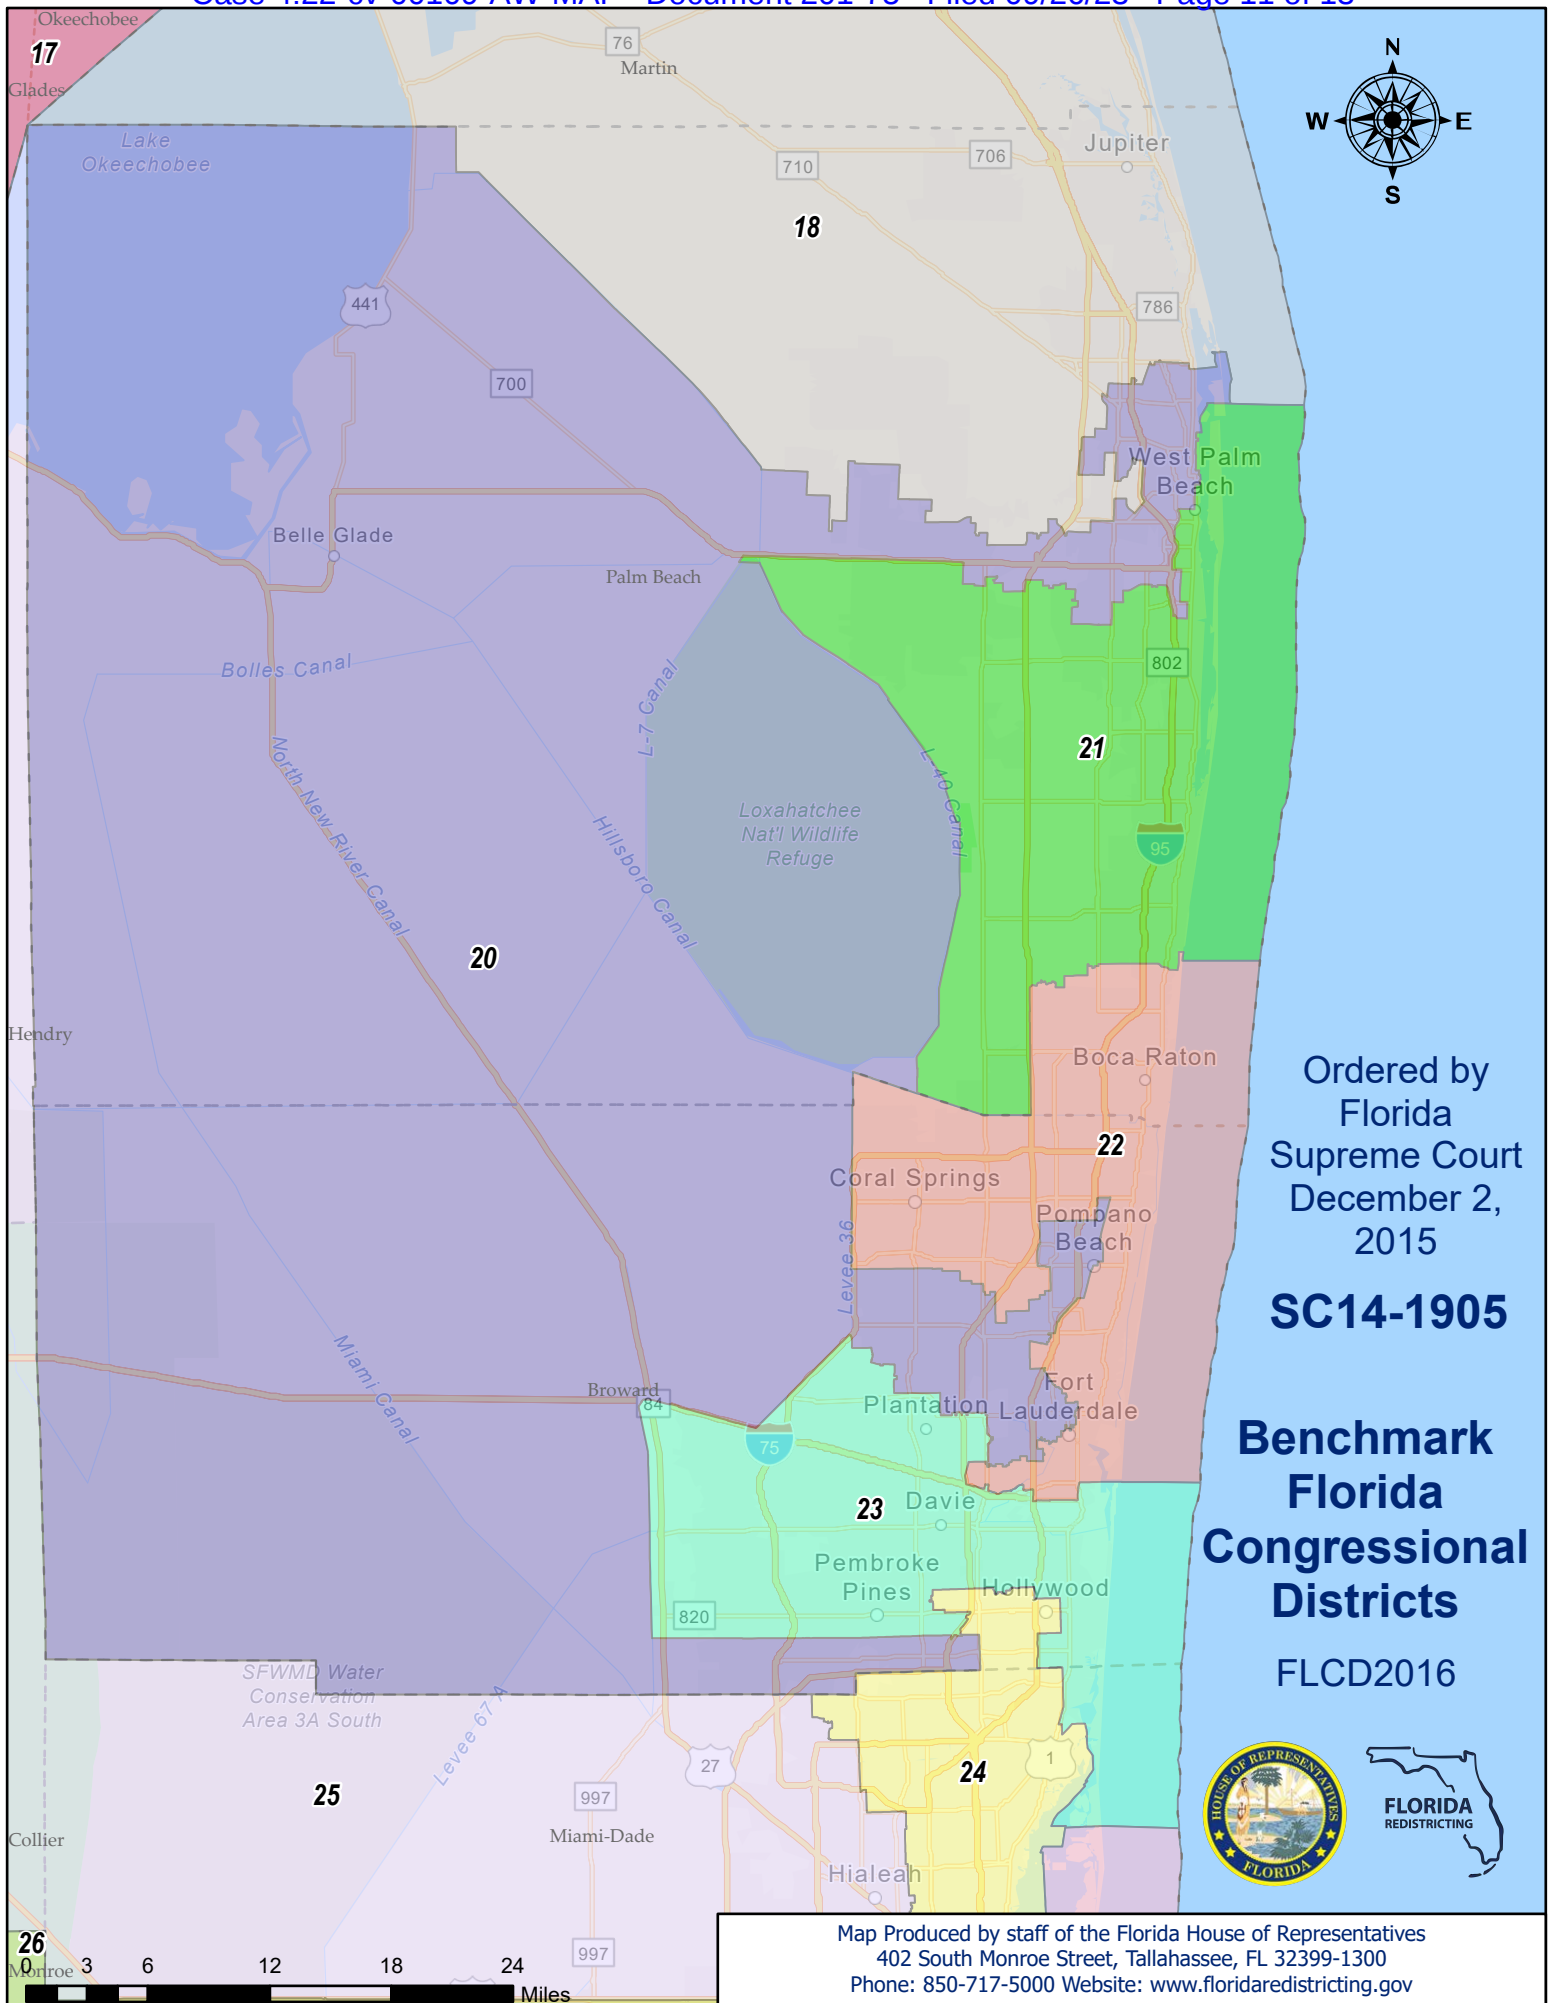 Okeechobee
17
Glades
76
Martin
N
W E
S
Lake
Okeechobee
710
706
Jupiter
18
441
786
700
West Palm
Beach
Belle Glade
Palm Beach
Bolles Canal
L-7 Canal
802
21
North New River Canal
L-40 Canal
Loxahatchee
Nat'l Wildlife
Refuge
Hillsboro Canal
95
20
Hendry
Boca Raton
22
Coral Springs
Pompano
Beach
Levee 36
Miami Canal
Broward
84
Fort
Lauderdale
Plantation
75
23
Davie
Pembroke
Pines
Hollywood
820
SFWMD Water
Conservation
Area 3A South
Levee 67 A
27
1
24
25
997
Miami-Dade
Collier
Hialeah
26
Monroe
997
0 3 6 12 18 24
Miles
Ordered by
Florida
Supreme Court
December 2,
2015
SC14-1905
Benchmark
Florida
Congressional
Districts
FLCD2016
HOUSE OF REPRESENTATIVES
FLORIDA
FLORIDA
REDISTRICTING
Map Produced by staff of the Florida House of Representatives
402 South Monroe Street, Tallahassee, FL 32399-1300
Phone: 850-717-5000 Website: www.floridaredistricting.gov